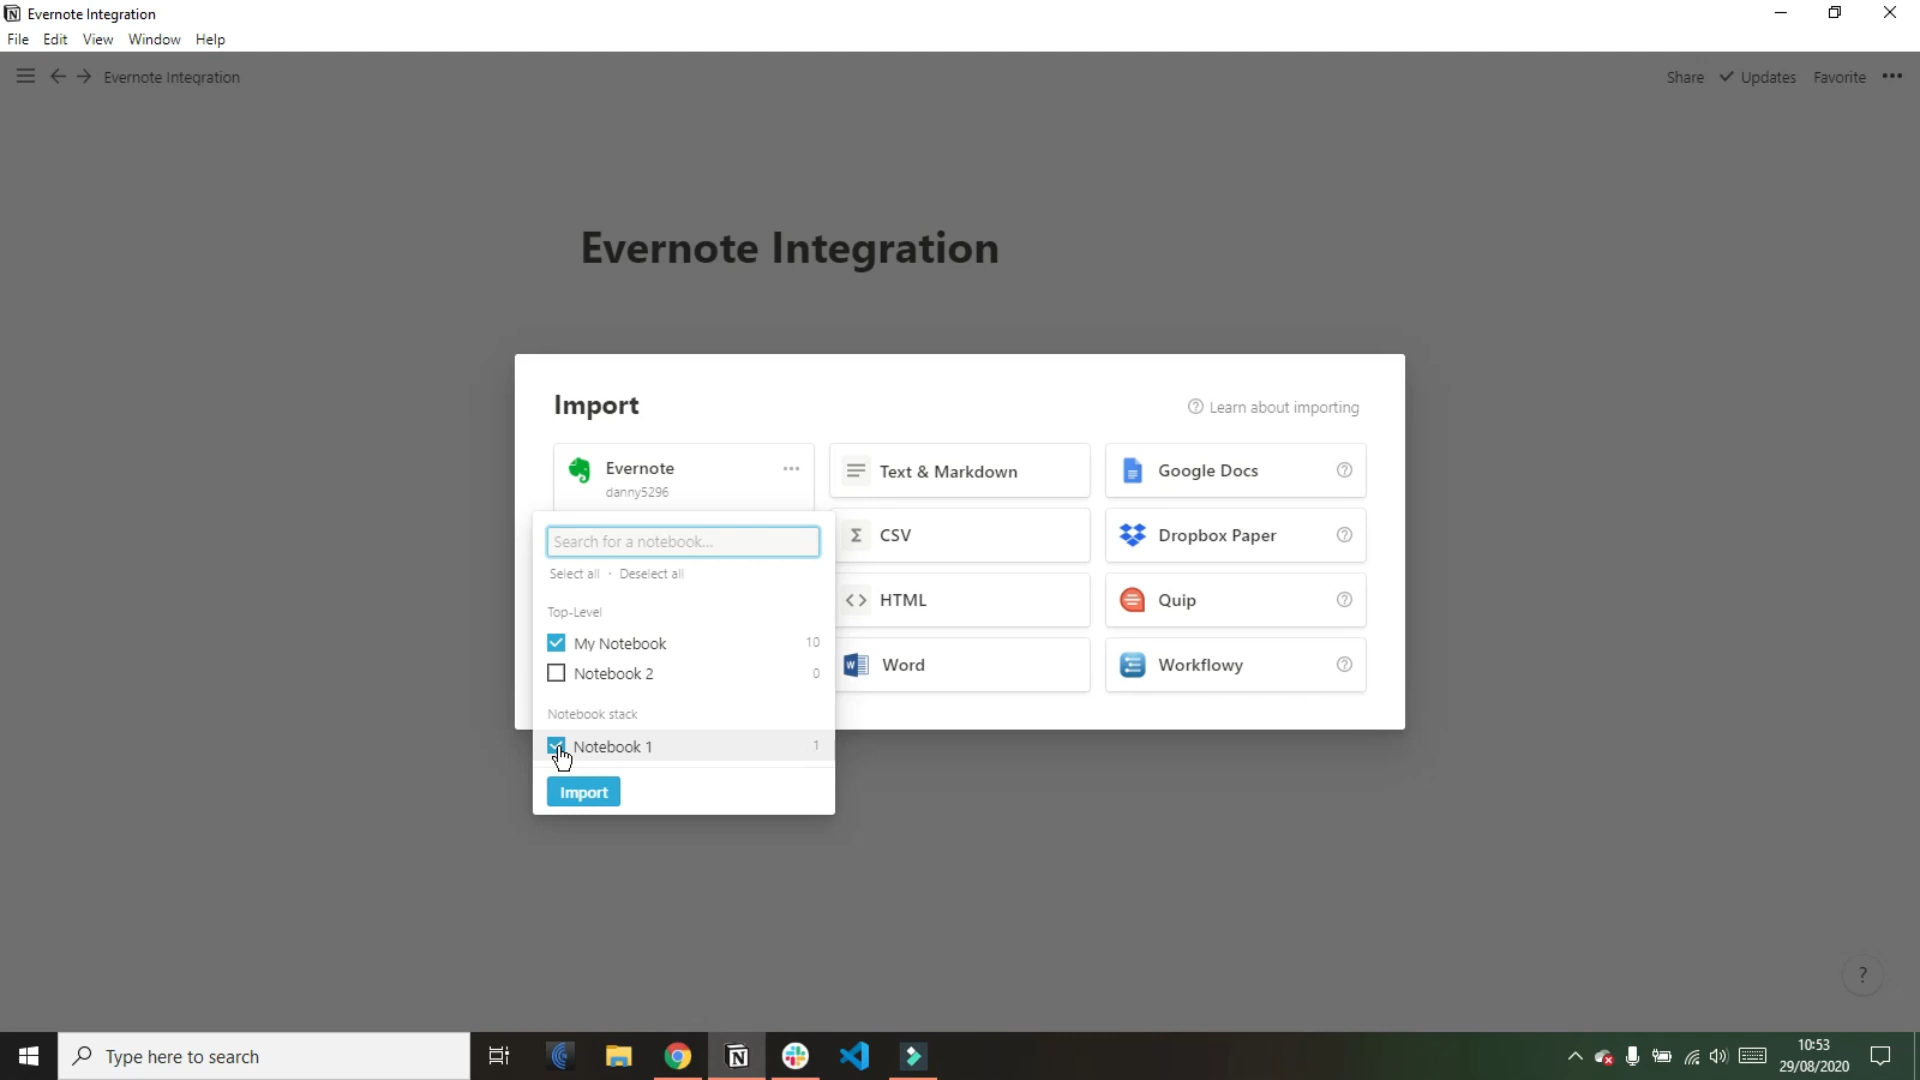 Evernote Integration
File Edit View Window Help
Evernote Integration Share Updates Favorite
Evernote Integration
Import
Learn about importing
Evernote
danny5296
Text & Markdown
Google Docs
Search for a notebook...
CSV
Dropbox Paper
Select all • Deselect all
HTML
Quip
Top-Level
My Notebook 10
Notebook 2 0
Word
Workflowy
Notebook stack
Notebook 1 1
Import
?
Type here to search
10:53
29/08/2020